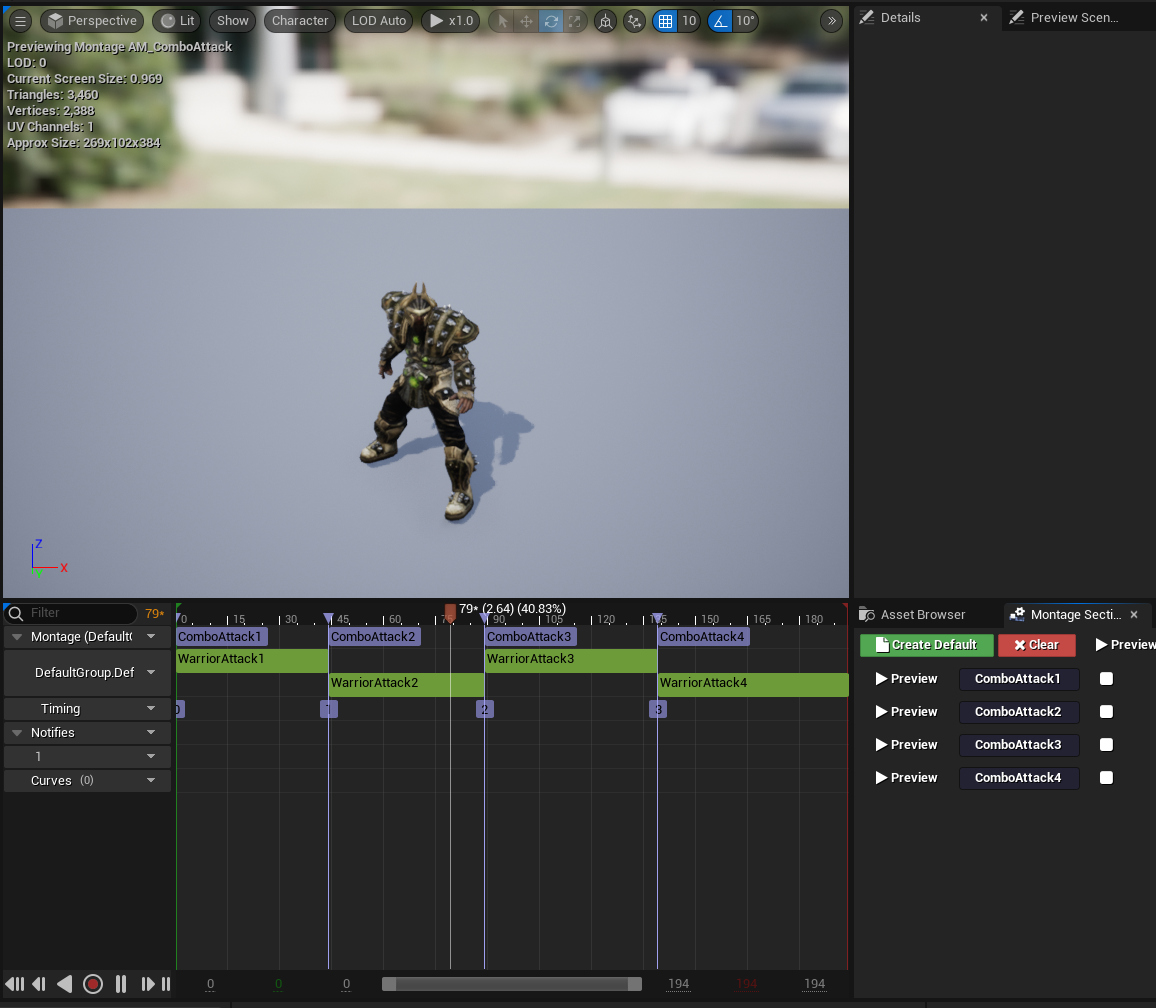 Perspective Lit Show Character LOD Auto x1.0 10 10°
Previewing Montage AM_ComboAttack
LOD: 0
Current Screen Size: 0.969
Triangles: 3,460
Vertices: 2,388
UV Channels: 1
Approx Size: 269x102x384
Z
X
Details
Preview Scen...
Filter 79*
79* (2.64) (40.83%)
0 15 30 45 60 90 105 120 150 165 180
Montage (Default(
ComboAttack1 ComboAttack2 ComboAttack3 ComboAttack4
WarriorAttack1 WarriorAttack3
DefaultGroup.Def
WarriorAttack2 WarriorAttack4
Timing
1 2 3
Notifies
1
Curves (0)
0 0 0 194 194 194
Asset Browser Montage Secti...
Create Default Clear Preview
Preview ComboAttack1
Preview ComboAttack2
Preview ComboAttack3
Preview ComboAttack4